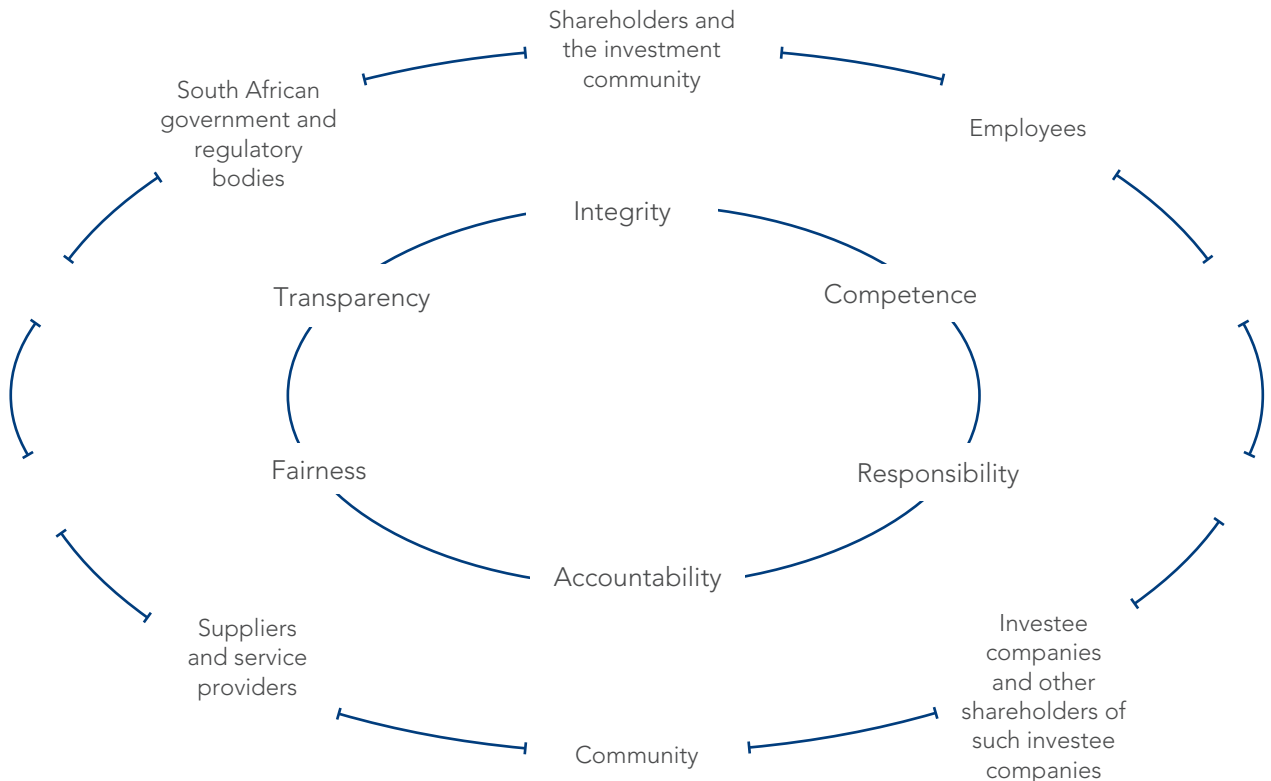 Shareholders and
the investment
community
South African
government and
regulatory
bodies
Employees
Integrity
Transparency
Competence
Fairness
Responsibility
Accountability
Suppliers
and service
providers
Investee
companies
and other
shareholders of
such investee
companies
Community